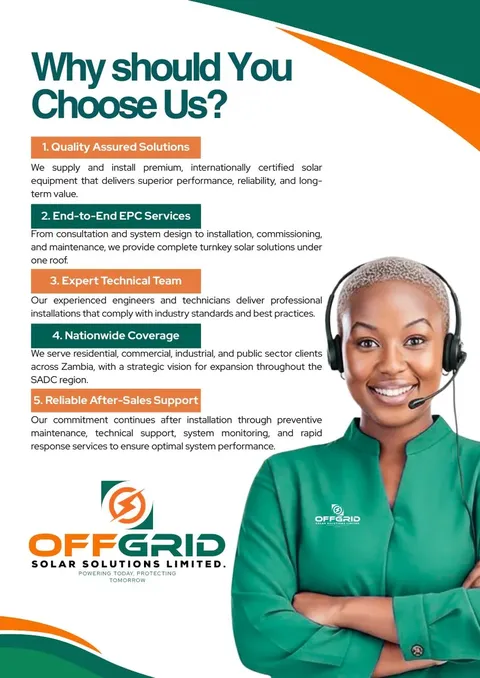 Why should You
Choose Us?
1. Quality Assured Solutions
We supply and install premium, internationally certified solar
equipment that delivers superior performance, reliability, and long-
term value.
2. End-to-End EPC Services
From consultation and system design to installation, commissioning,
and maintenance, we provide complete turnkey solar solutions under
one roof.
3. Expert Technical Team
Our experienced engineers and technicians deliver professional
installations that comply with industry standards and best practices.
4. Nationwide Coverage
We serve residential, commercial, industrial, and public sector clients
across Zambia, with a strategic vision for expansion throughout the
SADC region.
5. Reliable After-Sales Support
Our commitment continues after installation through preventive
maintenance, technical support, system monitoring, and rapid
response services to ensure optimal system performance.
OFFGRID
SOLAR SOLUTIONS LIMITED.
POWERING TODAY, PROTECTING
TOMORROW
OFFGRID
SOLAR SOLUTIONS LIMITED